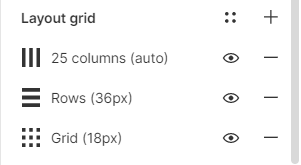 Layout grid
25 columns (auto)
Rows (36px)
Grid (18px)